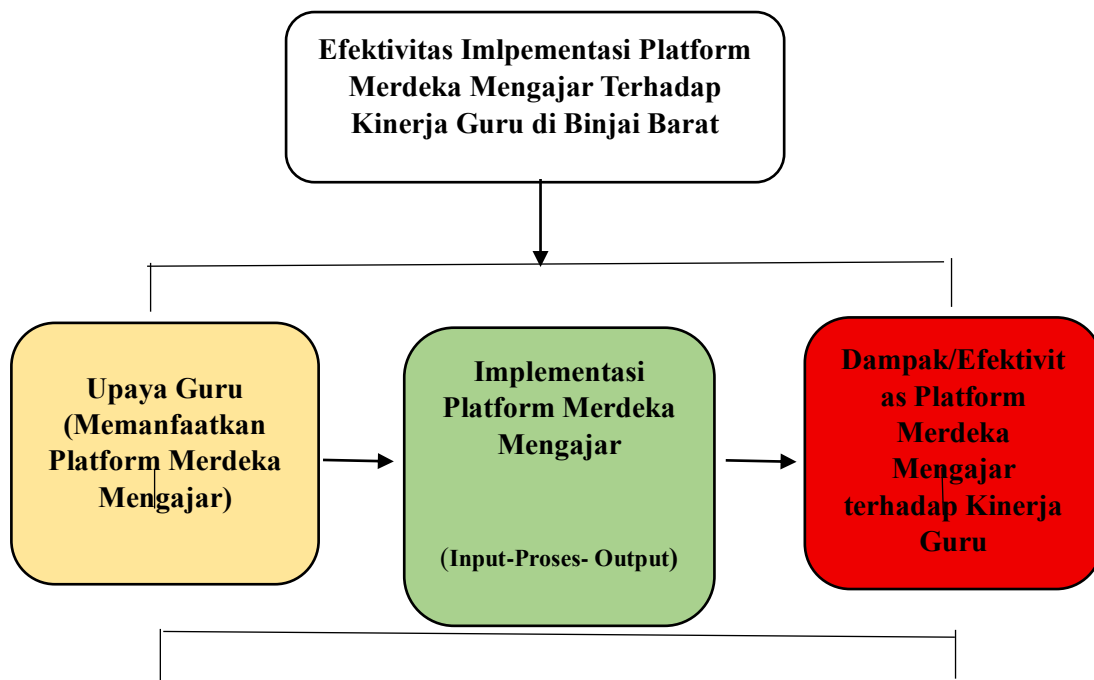 Efektivitas Imlpementasi Platform
Merdeka Mengajar Terhadap
Kinerja Guru di Binjai Barat
Upaya Guru
(Memanfaatkan
Platform Merdeka
Mengajar)
Implementasi
Platform Merdeka
Mengajar
(Input-Proses- Output)
Dampak/Efektivit
as Platform
Merdeka
Mengajar
terhadap Kinerja
Guru